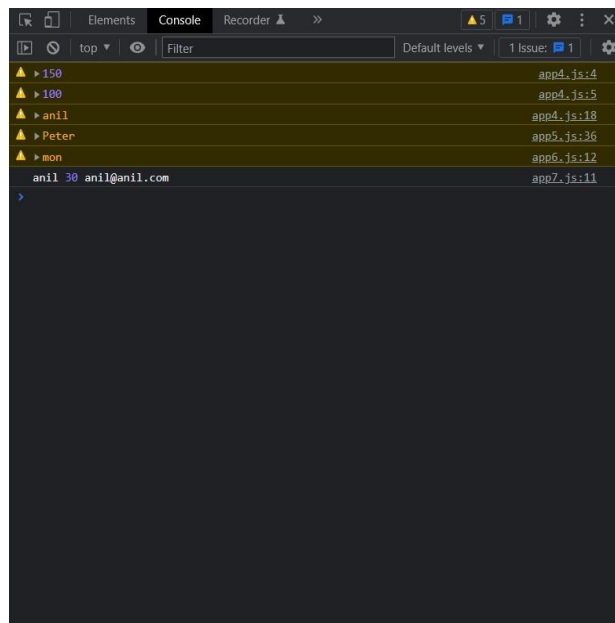 Elements Console Recorder 5 1
top Filter Default levels 1 Issue: 1
150 app4.js:4
100 app4.js:5
anil app4.js:18
Peter app5.js:36
mon app6.js:12
anil 30 anil@anil.com app7.js:11